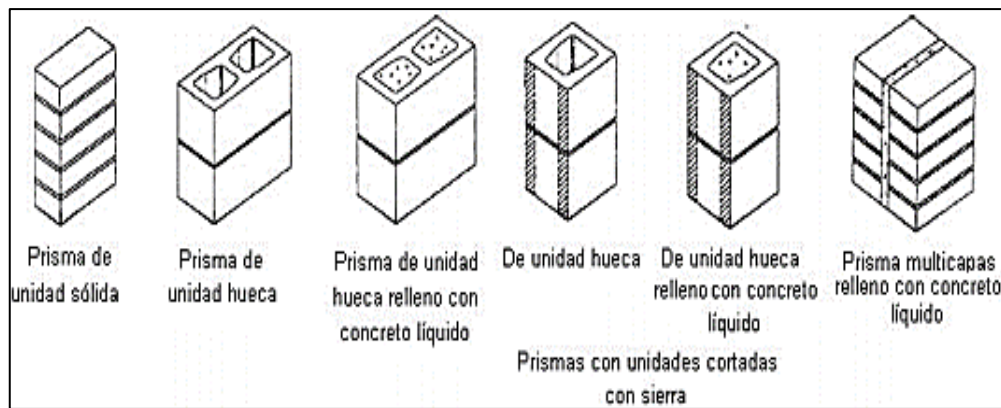 Prisma de
unidad sólida
Prisma de
unidad hueca
Prisma de unidad
hueca relleno con
concreto líquido
De unidad hueca
De unidad hueca
relleno con concreto
líquido
Prismas con unidades cortadas
con sierra
Prisma multicapas
relleno con concreto
líquido